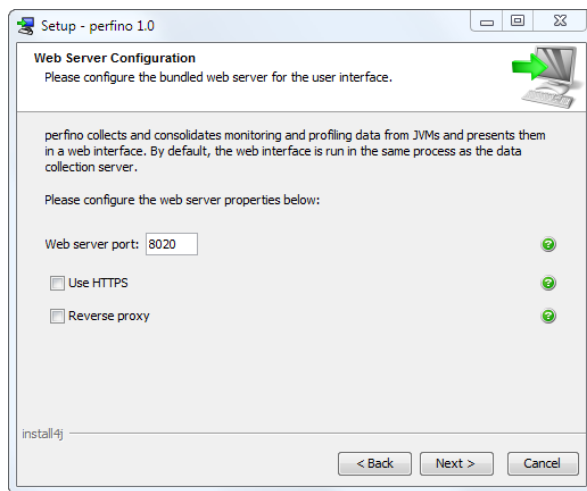 Setup - perfino 1.0
Web Server Configuration
Please configure the bundled web server for the user interface.
perfino collects and consolidates monitoring and profiling data from JVMs and presents them
in a web interface. By default, the web interface is run in the same process as the data
collection server.
Please configure the web server properties below:
Web server port: 8020
Use HTTPS
Reverse proxy
install4j
< Back Next > Cancel